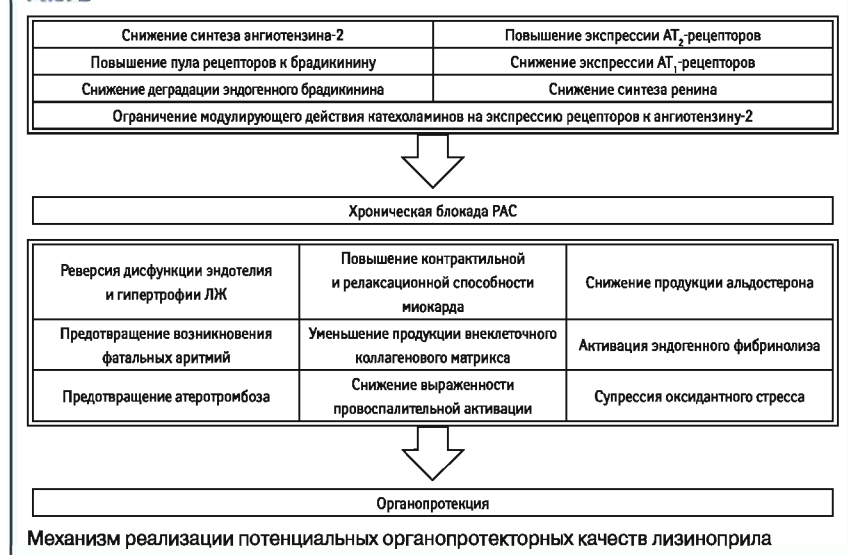 Снижение синтеза ангиотензина-2
Повышение экспрессии АТ2-рецепторов
Повышение пула рецепторов к брадикинину
Снижение экспрессии АТ1-рецепторов
Снижение деградации эндогенного брадикинина
Снижение синтеза ренина
Ограничение модулирующего действия катехоламинов на экспрессию рецепторов к ангиотензину-2
Хроническая блокада РАС
Реверсия дисфункции эндотелия
и гипертрофии ЛЖ
Повышение контрактильной
и релаксационной способности
миокарда
Снижение продукции альдостерона
Предотвращение возникновения
фатальных аритмий
Уменьшение продукции внеклеточного
коллагенового матрикса
Активация эндогенного фибринолиза
Предотвращение атеротромбоза
Снижение выраженности
провоспалительной активации
Супрессия оксидантного стресса
Органопротекция
Механизм реализации потенциальных органопротекторных качеств лизиноприла